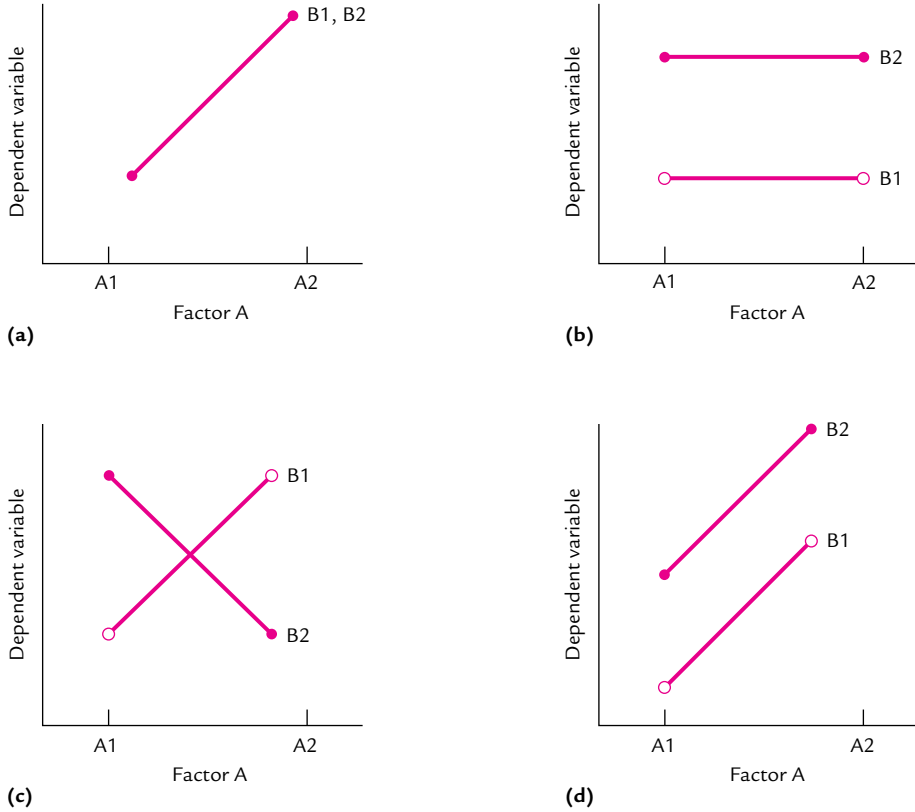 Dependent variable
B1, B2
A1
A2
Factor A
(a)
Dependent variable
B2
B1
A1
A2
Factor A
(b)
Dependent variable
B1
B2
A1
A2
Factor A
(c)
Dependent variable
B2
B1
A1
A2
Factor A
(d)